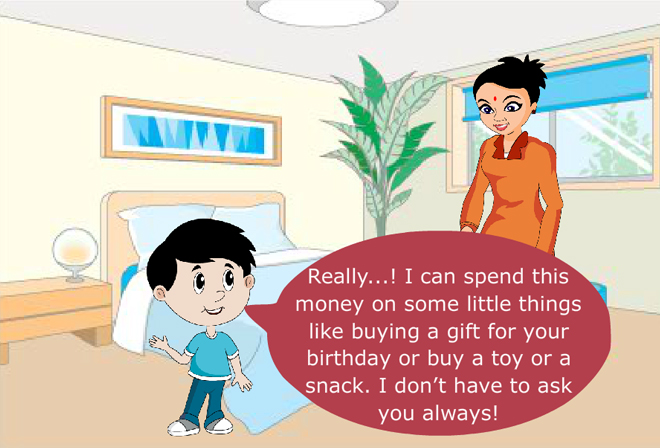 Really...! I can spend this
money on some little things
like buying a gift for your
birthday or buy a toy or a
snack. I don’t have to ask
you always!